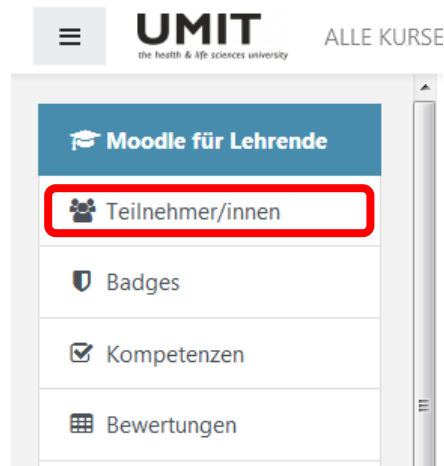 UMIT
the health & life sciences university
ALLE KURSE
Moodle für Lehrende
Teilnehmer/innen
Badges
Kompetenzen
Bewertungen